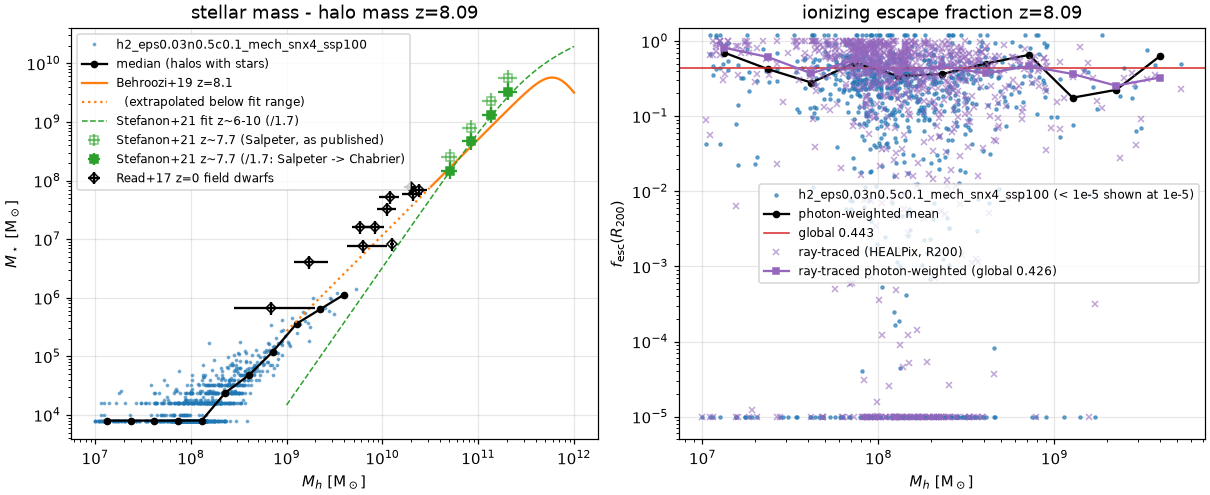 stellar mass - halo mass z=8.09
h2_eps0.03n0.5c0.1_mech_snx4_ssp100
median (halos with stars)
Behroozi+19 z=8.1
(extrapolated below fit range)
Stefanon+21 fit z~6-10 (/1.7)
Stefanon+21 z~7.7 (Salpeter, as published)
Stefanon+21 z~7.7 (/1.7: Salpeter -> Chabrier)
Read+17 z=0 field dwarfs
10¹⁰
10⁹
10⁸
10⁷
10⁶
10⁵
10⁴
M⋆ [M⊙]
10⁷ 10⁸ 10⁹ 10¹⁰ 10¹¹ 10¹²
Mₕ [M⊙]
ionizing escape fraction z=8.09
h2_eps0.03n0.5c0.1_mech_snx4_ssp100 (< 1e-5 shown at 1e-5)
photon-weighted mean
global 0.443
ray-traced (HEALPix, R200)
ray-traced photon-weighted (global 0.426)
10⁰
10⁻¹
10⁻²
10⁻³
10⁻⁴
10⁻⁵
f_esc(R₂₀₀)
10⁷ 10⁸ 10⁹
Mₕ [M⊙]